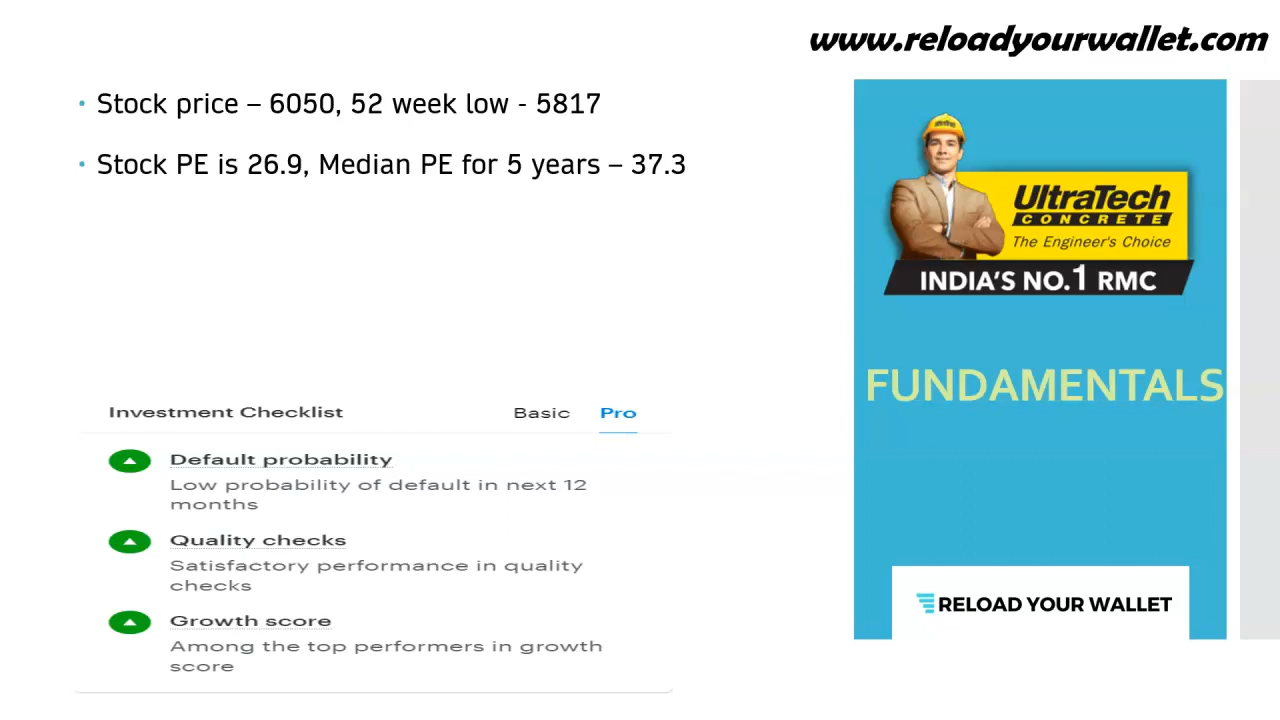 www.reloadyourwallet.com
• Stock price – 6050, 52 week low - 5817
• Stock PE is 26.9, Median PE for 5 years – 37.3
UltraTech
CONCRETE
The Engineer's Choice
INDIA'S NO.1 RMC
FUNDAMENTALS
Investment Checklist Basic Pro
Default probability
Low probability of default in next 12
months
Quality checks
Satisfactory performance in quality
checks
Growth score
Among the top performers in growth
score
RELOAD YOUR WALLET